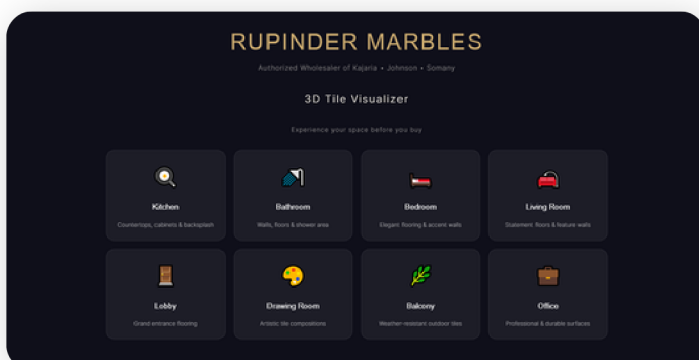 RUPINDER MARBLES
Authorized Wholesaler of Kajaria • Johnson • Somany
3D Tile Visualizer
Experience your space before you buy
Kitchen
Countertops, cabinets & backsplash
Bathroom
Walls, floors & shower area
Bedroom
Elegant flooring & accent walls
Living Room
Statement floors & feature walls
Lobby
Grand entrance flooring
Drawing Room
Artistic tile compositions
Balcony
Weather-resistant outdoor tiles
Office
Professional & durable surfaces